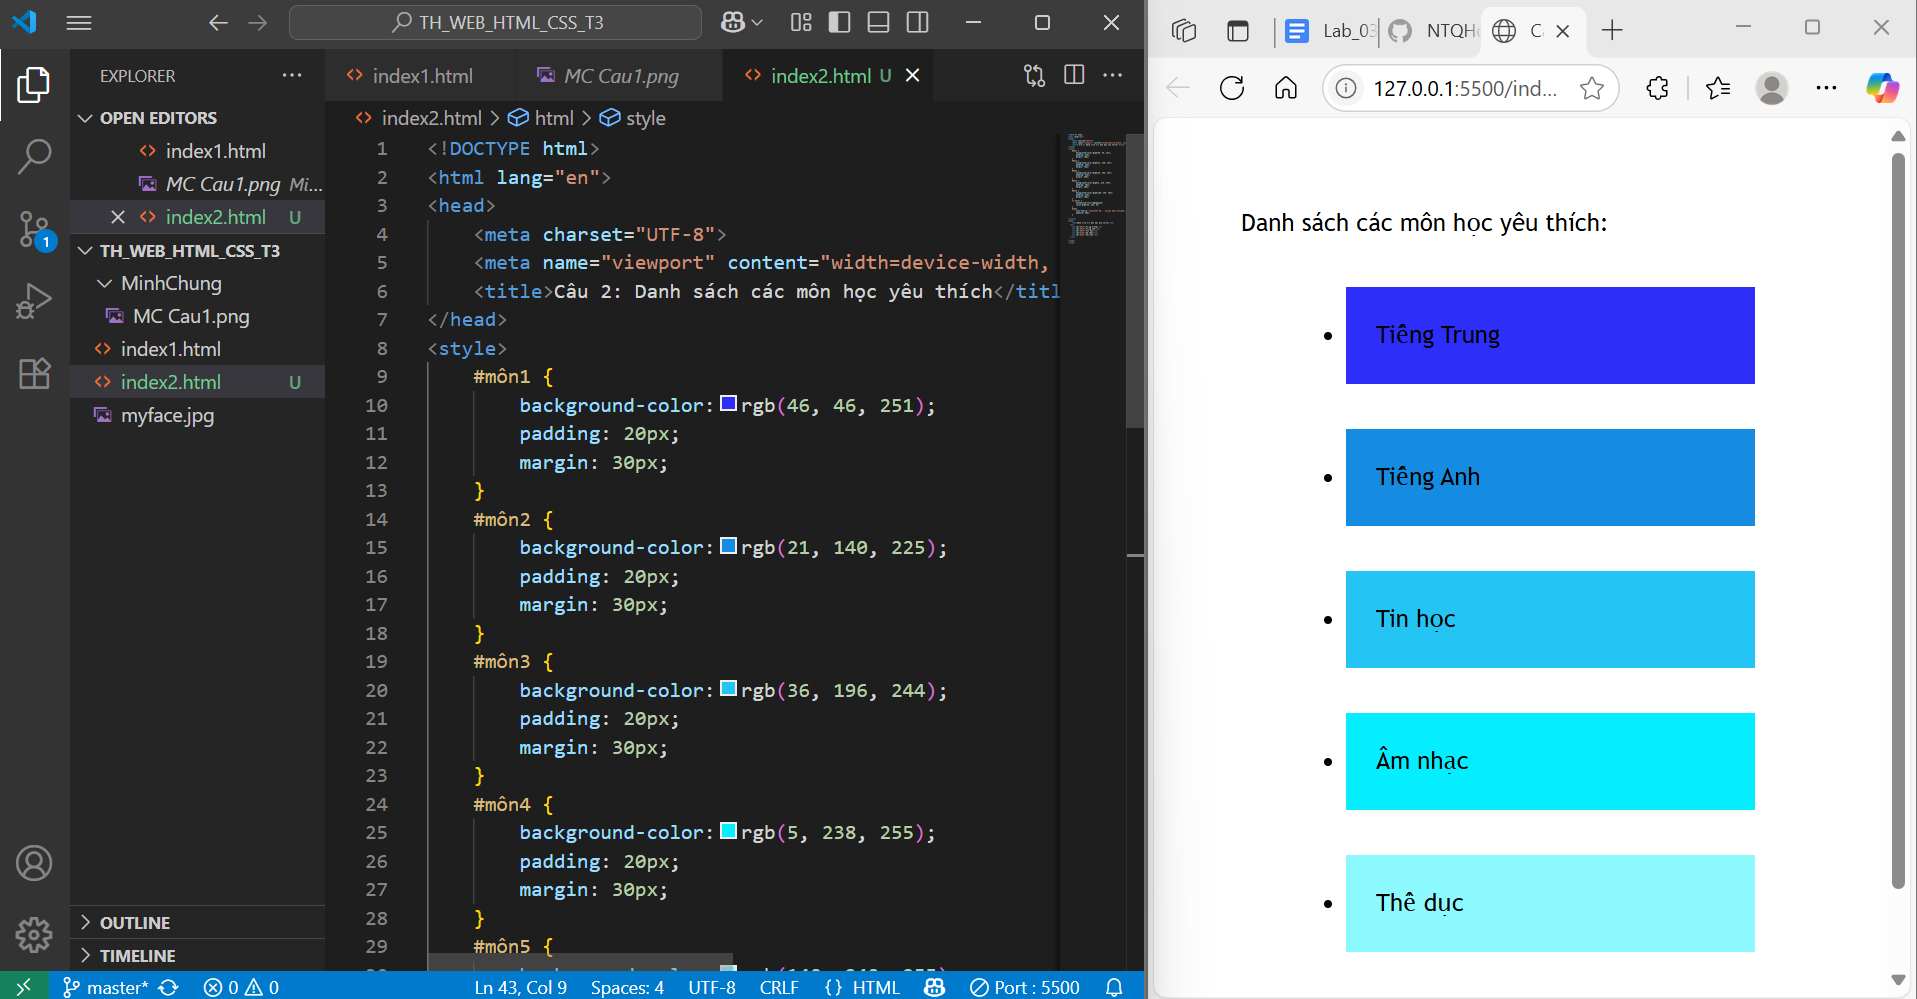 TH_WEB_HTML_CSS_T3
EXPLORER
OPEN EDITORS
index1.html
MC Cau1.png Mi...
index2.html U
TH_WEB_HTML_CSS_T3
MinhChung
MC Cau1.png
index1.html
index2.html U
myface.jpg
OUTLINE
TIMELINE
1
index1.html
MC Cau1.png
index2.html U
index2.html > html > style
1 <!DOCTYPE html>
2 <html lang="en">
3 <head>
4 <meta charset="UTF-8">
5 <meta name="viewport" content="width=device-width,
6 <title>Câu 2: Danh sách các môn học yêu thích</titl
7 </head>
8 <style>
9 #môn1 {
10 background-color: rgb(46, 46, 251);
11 padding: 20px;
12 margin: 30px;
13 }
14 #môn2 {
15 background-color: rgb(21, 140, 225);
16 padding: 20px;
17 margin: 30px;
18 }
19 #môn3 {
20 background-color: rgb(36, 196, 244);
21 padding: 20px;
22 margin: 30px;
23 }
24 #môn4 {
25 background-color: rgb(5, 238, 255);
26 padding: 20px;
27 margin: 30px;
28 }
29 #môn5 {
master* 0 0
Ln 43, Col 9 Spaces: 4 UTF-8 CRLF {} HTML Port : 5500
Lab_03
NTQH
127.0.0.1:5500/ind...
Danh sách các môn học yêu thích:
• Tiếng Trung
• Tiếng Anh
• Tin học
• Âm nhạc
• Thể dục